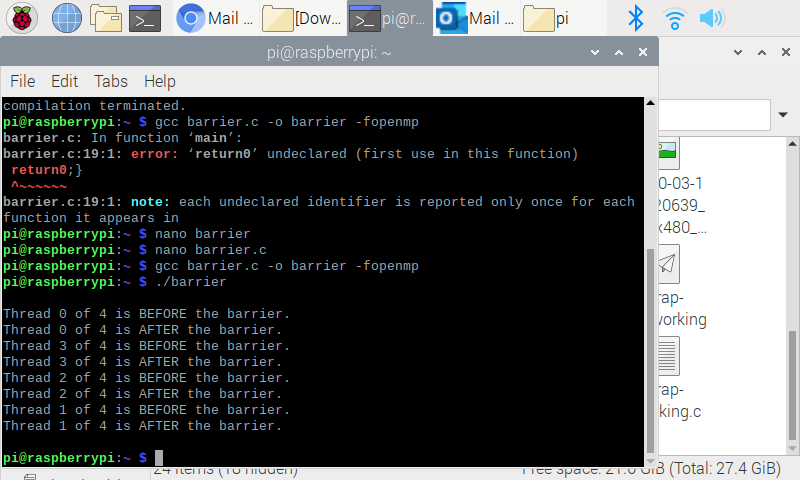 Mail ...
[Dow...
pi@r...
Mail ...
pi
pi@raspberrypi: ~
File Edit Tabs Help
compilation terminated.
pi@raspberrypi:~ $ gcc barrier.c -o barrier -fopenmp
barrier.c: In function ‘main’:
barrier.c:19:1: error: ‘return0’ undeclared (first use in this function)
return0;}
^~~~~~~
barrier.c:19:1: note: each undeclared identifier is reported only once for each
function it appears in
pi@raspberrypi:~ $ nano barrier
pi@raspberrypi:~ $ nano barrier.c
pi@raspberrypi:~ $ gcc barrier.c -o barrier -fopenmp
pi@raspberrypi:~ $ ./barrier
Thread 0 of 4 is BEFORE the barrier.
Thread 0 of 4 is AFTER the barrier.
Thread 3 of 4 is BEFORE the barrier.
Thread 3 of 4 is AFTER the barrier.
Thread 2 of 4 is BEFORE the barrier.
Thread 2 of 4 is AFTER the barrier.
Thread 1 of 4 is BEFORE the barrier.
Thread 1 of 4 is AFTER the barrier.
pi@raspberrypi:~ $
0-03-1
20639_
x480_...
rap-
working
rap-
king.c
24 items (18 hidden)
Free space: 21.6 GiB (Total: 27.4 GiB)